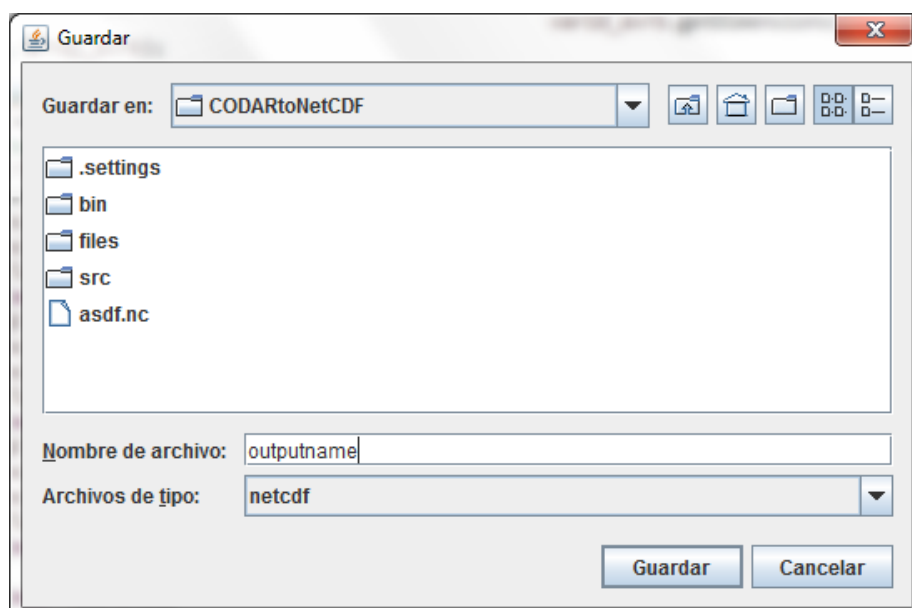 Guardar
Guardar en: CODARtoNetCDF
.settings
bin
files
src
asdf.nc
Nombre de archivo: outputname
Archivos de tipo: netcdf
Guardar Cancelar